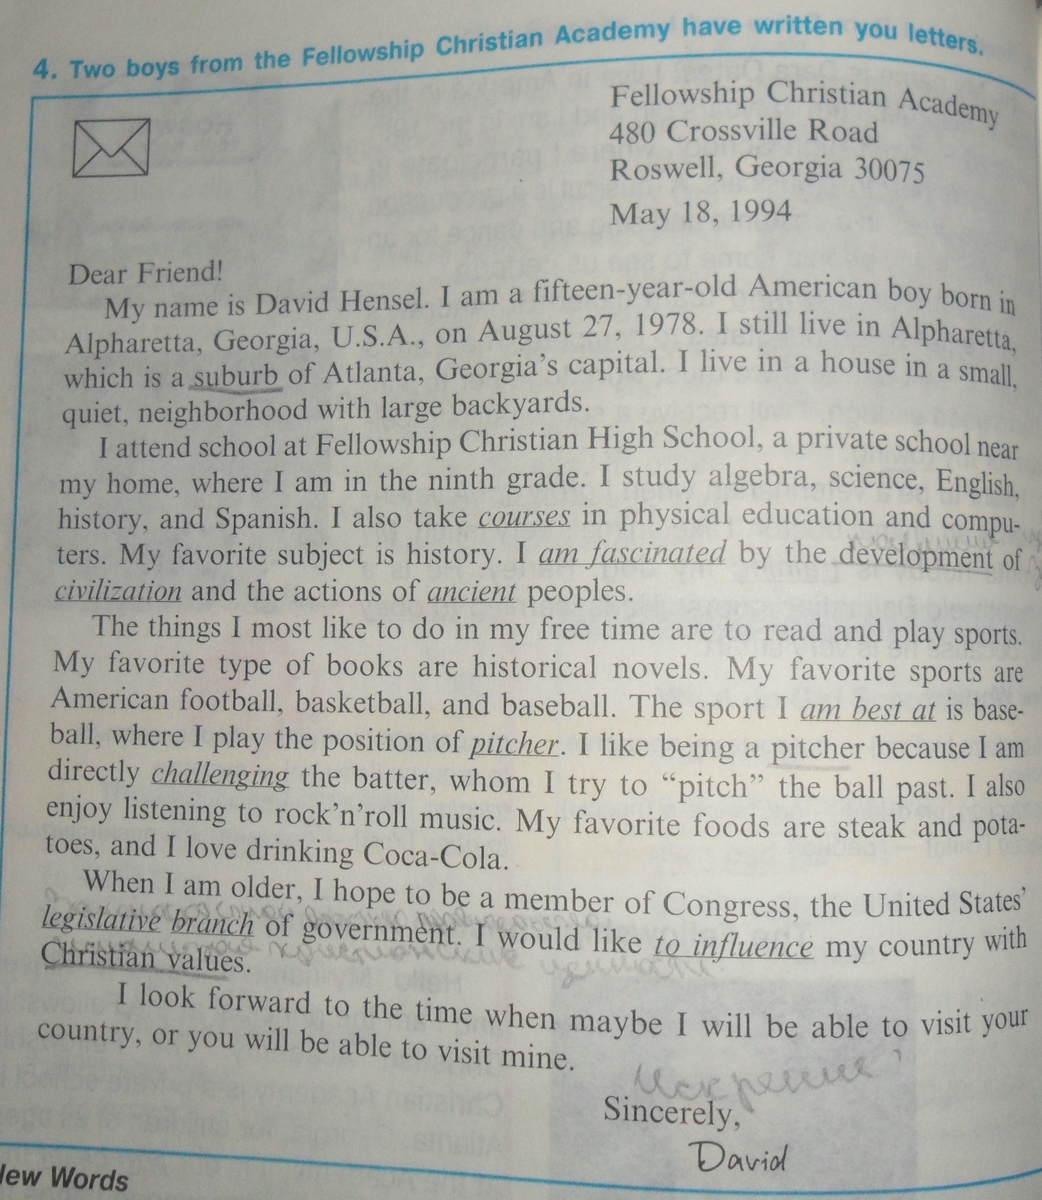 4. Two boys from the Fellowship Christian Academy have written you letters.
Fellowship Christian Academy
480 Crossville Road
Roswell, Georgia 30075
May 18, 1994
Dear Friend!
My name is David Hensel. I am a fifteen-year-old American boy born in
Alpharetta, Georgia, U.S.A., on August 27, 1978. I still live in Alpharetta,
which is a suburb of Atlanta, Georgia's capital. I live in a house in a small,
quiet, neighborhood with large backyards.
I attend school at Fellowship Christian High School, a private school near
my home, where I am in the ninth grade. I study algebra, science, English,
history, and Spanish. I also take courses in physical education and compu-
ters. My favorite subject is history. I am fascinated by the development of
civilization and the actions of ancient peoples.
The things I most like to do in my free time are to read and play sports.
My favorite type of books are historical novels. My favorite sports are
American football, basketball, and baseball. The sport I am best at is base-
ball, where I play the position of pitcher. I like being a pitcher because I am
directly challenging the batter, whom I try to “pitch” the ball past. I also
enjoy listening to rock'n'roll music. My favorite foods are steak and pota-
toes, and I love drinking Coca-Cola.
When I am older, I hope to be a member of Congress, the United States'
legislative branch of government. I would like to influence my country with
христианские
Christian values.
I look forward to the time when maybe I will be able to visit your
country, or you will be able to visit mine.
Искренне
Sincerely,
David
New Words